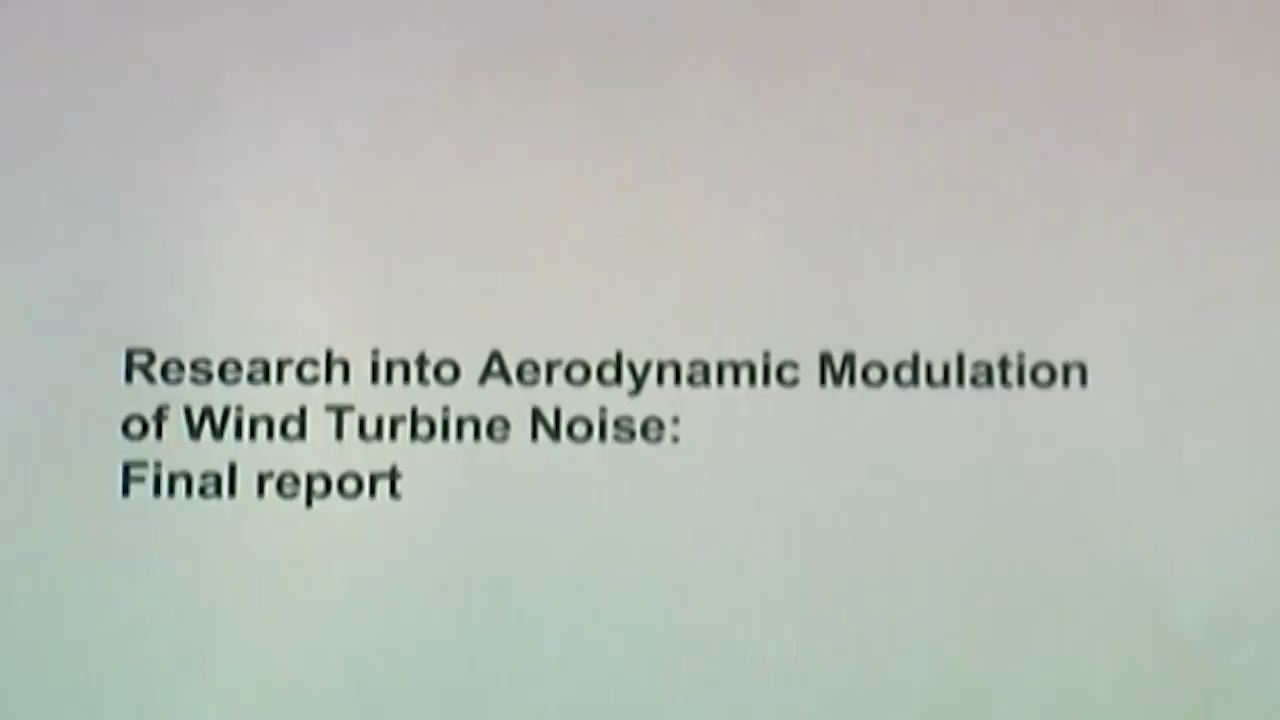 Research into Aerodynamic Modulation
of Wind Turbine Noise:
Final report